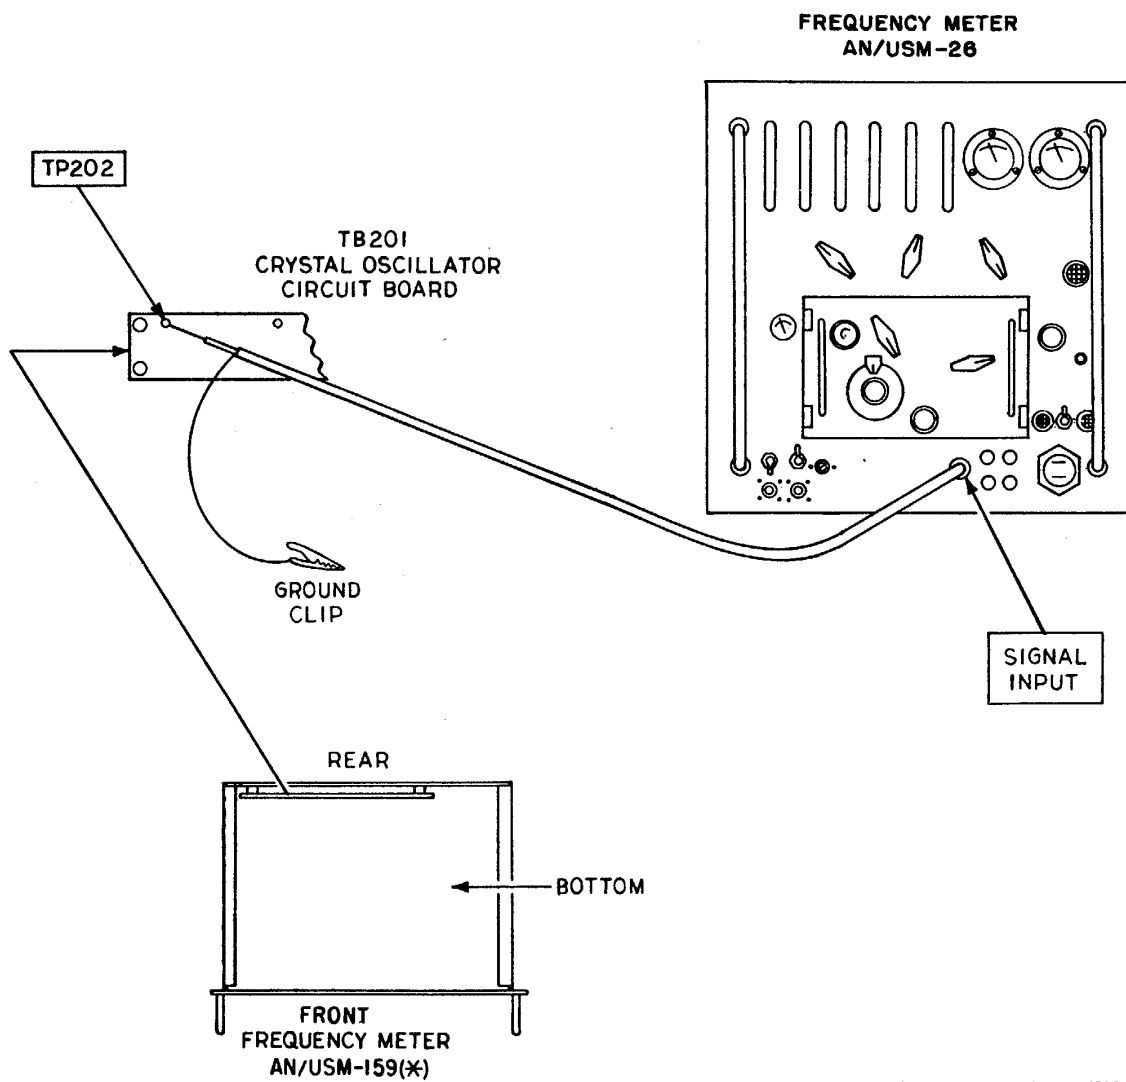 FREQUENCY METER
AN/USM-26
TP202
TB201
CRYSTAL OSCILLATOR
CIRCUIT BOARD
GROUND
CLIP
SIGNAL
INPUT
REAR
BOTTOM
FRONT
FREQUENCY METER
AN/USM-159(*)